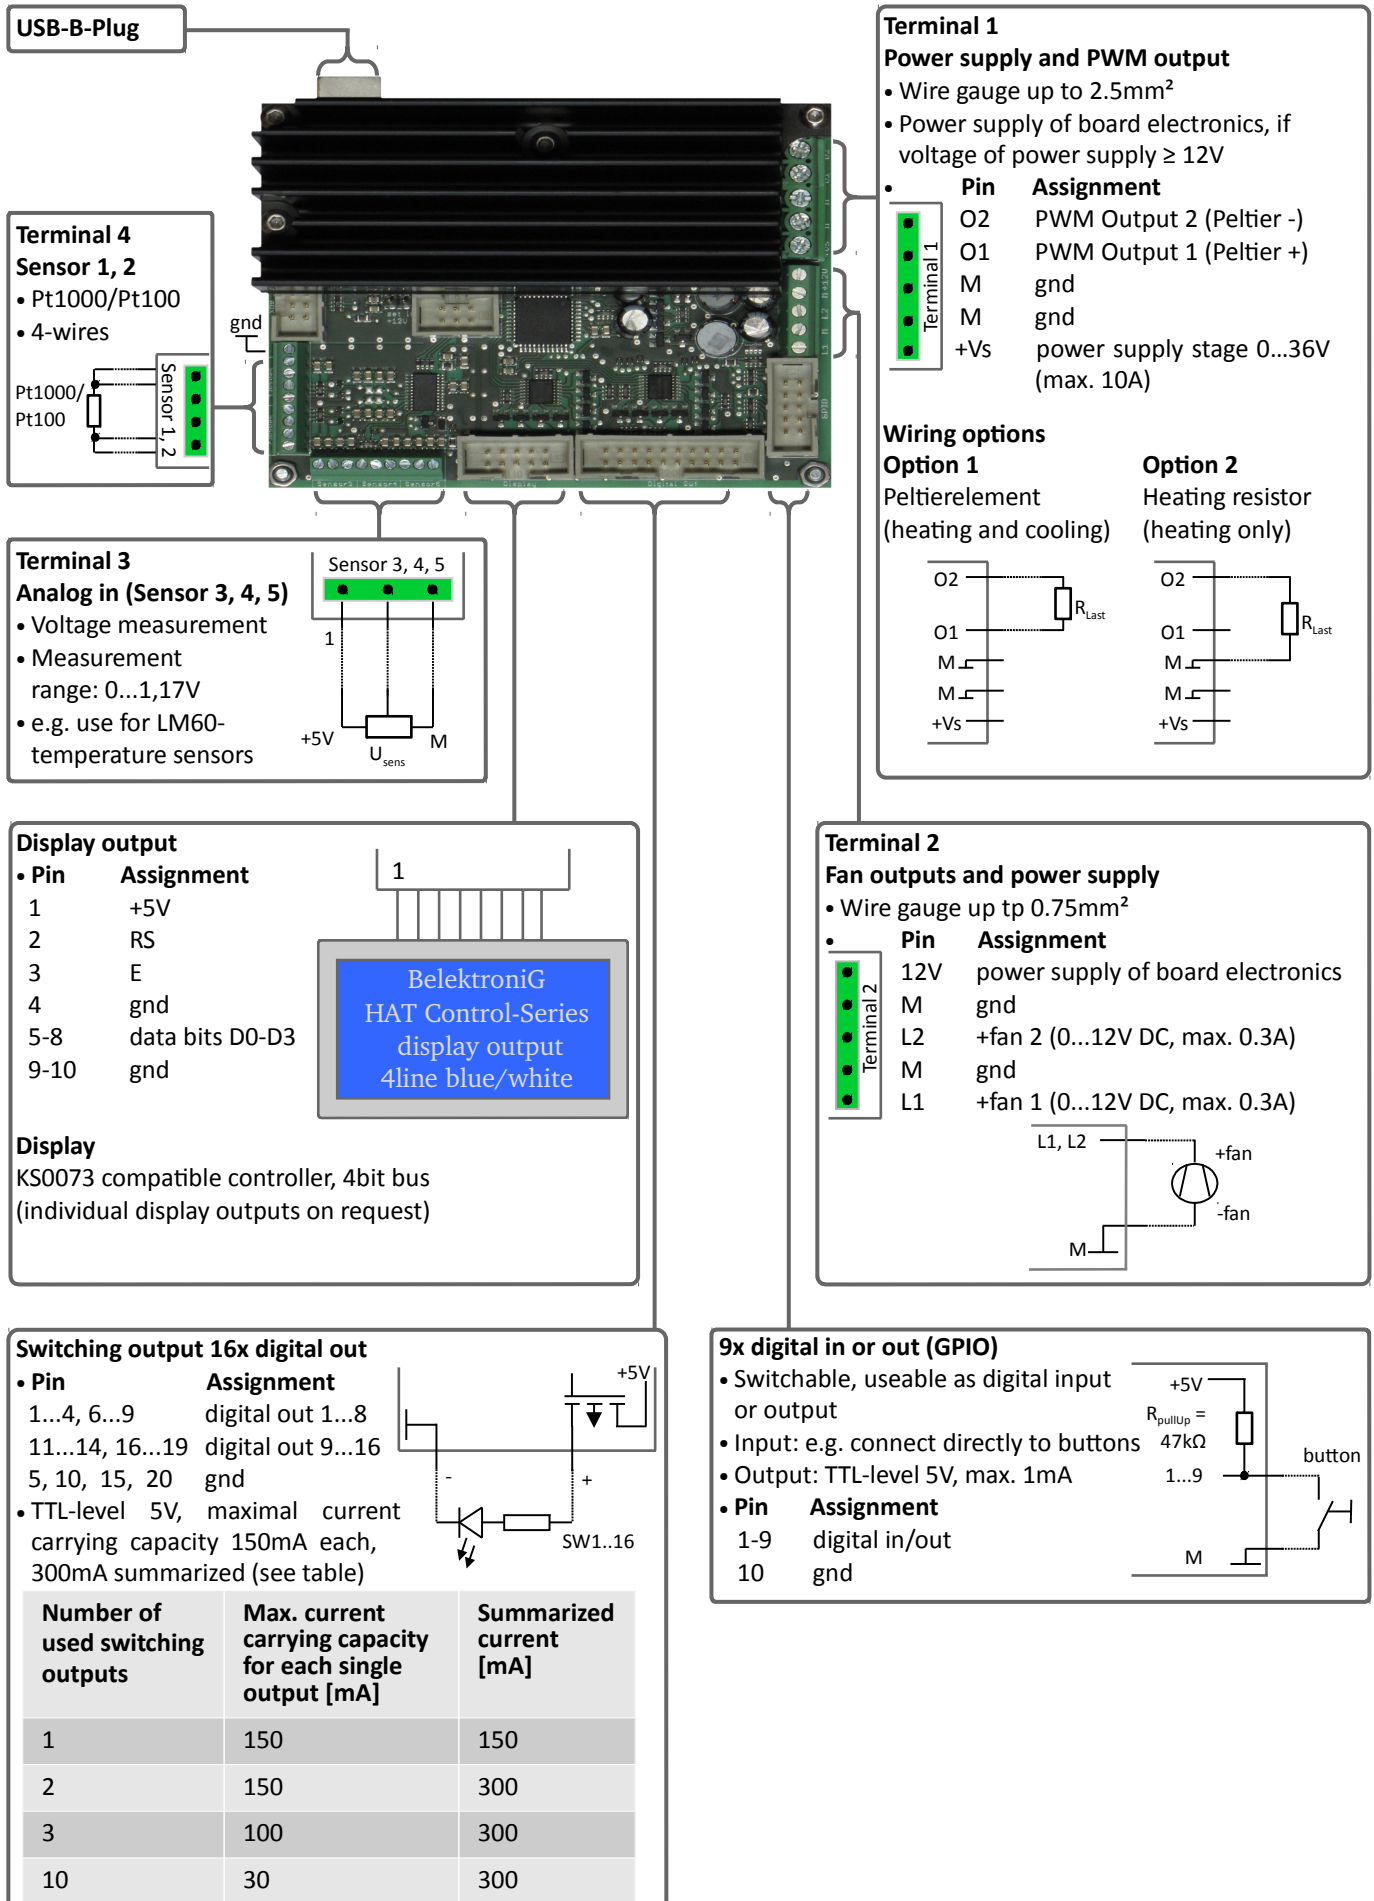 USB-B-Plug
Terminal 1
Power supply and PWM output
• Wire gauge up to 2.5mm²
• Power supply of board electronics, if
voltage of power supply ≥ 12V
• Pin Assignment
O2 PWM Output 2 (Peltier -)
O1 PWM Output 1 (Peltier +)
M gnd
M gnd
+Vs power supply stage 0...36V
(max. 10A)
Terminal 1
Wiring options
Option 1
Peltierelement
(heating and cooling)
O2
O1
M
M
+Vs
RLast
Option 2
Heating resistor
(heating only)
O2
O1
M
M
+Vs
RLast
Terminal 4
Sensor 1, 2
• Pt1000/Pt100
• 4-wires
Pt1000/
Pt100
Sensor 1, 2
gnd
GPIO
Sensor3 Sensor4 Sensor5
Display
Digital Out
Terminal 3
Analog in (Sensor 3, 4, 5)
• Voltage measurement
• Measurement
range: 0...1,17V
• e.g. use for LM60-
temperature sensors
Sensor 3, 4, 5
1
+5V
Usens
M
Display output
• Pin Assignment
1 +5V
2 RS
3 E
4 gnd
5-8 data bits D0-D3
9-10 gnd
1
BelektroniG
HAT Control-Series
display output
4line blue/white
Display
KS0073 compatible controller, 4bit bus
(individual display outputs on request)
Terminal 2
Fan outputs and power supply
• Wire gauge up tp 0.75mm²
• Pin Assignment
12V power supply of board electronics
M gnd
L2 +fan 2 (0...12V DC, max. 0.3A)
M gnd
L1 +fan 1 (0...12V DC, max. 0.3A)
Terminal 2
L1, L2
+fan
-fan
M
Switching output 16x digital out
• Pin Assignment
1...4, 6...9 digital out 1...8
11...14, 16...19 digital out 9...16
5, 10, 15, 20 gnd
• TTL-level 5V, maximal current
carrying capacity 150mA each,
300mA summarized (see table)
+5V
-
+
SW1..16
Number of used switching outputs Max. current carrying capacity for each single output [mA] Summarized current [mA]
1 150 150
2 150 300
3 100 300
10 30 300
9x digital in or out (GPIO)
• Switchable, useable as digital input
or output
• Input: e.g. connect directly to buttons
• Output: TTL-level 5V, max. 1mA
• Pin Assignment
1-9 digital in/out
10 gnd
+5V
RpullUp =
47kΩ
1...9
button
M